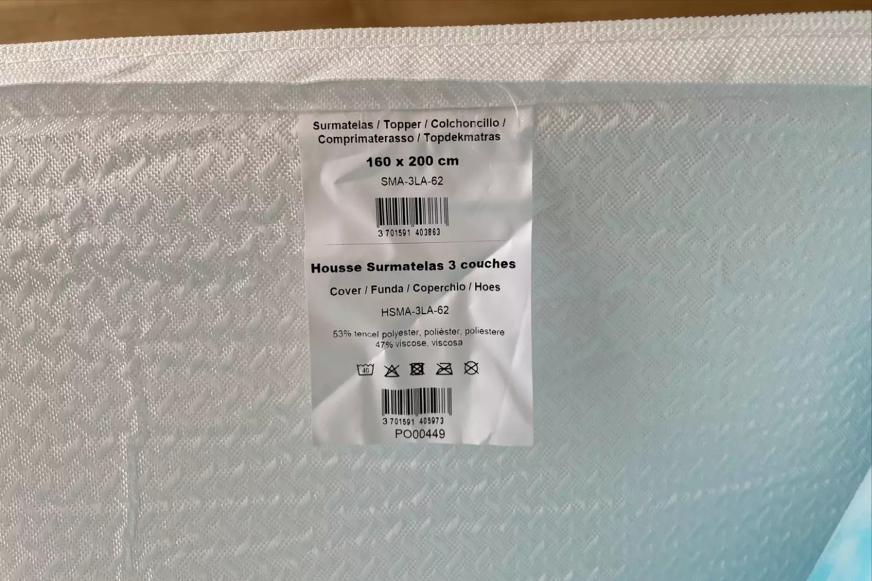 Surmatelas / Topper / Colchoncillo /
Comprimaterasso / Topdekmatras
160 x 200 cm
SMA-3LA-62
3 701591 403863
Housse Surmatelas 3 couches
Cover / Funda / Coperchio / Hoes
HSMA-3LA-62
53% tencel polyester, poliéster, poliestere
47% viscose, viscosa
40
3 701591 405973
PO00449